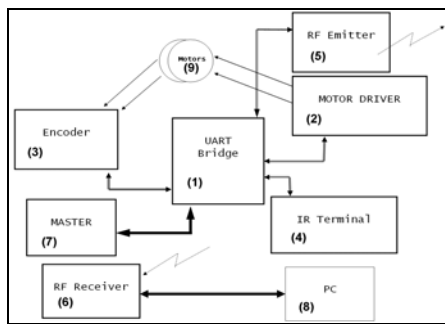 RF Emitter
(5)
Motors
(9)
MOTOR DRIVER
(2)
Encoder
(3)
UART
Bridge
(1)
MASTER
(7)
IR Terminal
(4)
RF Receiver
(6)
PC
(8)